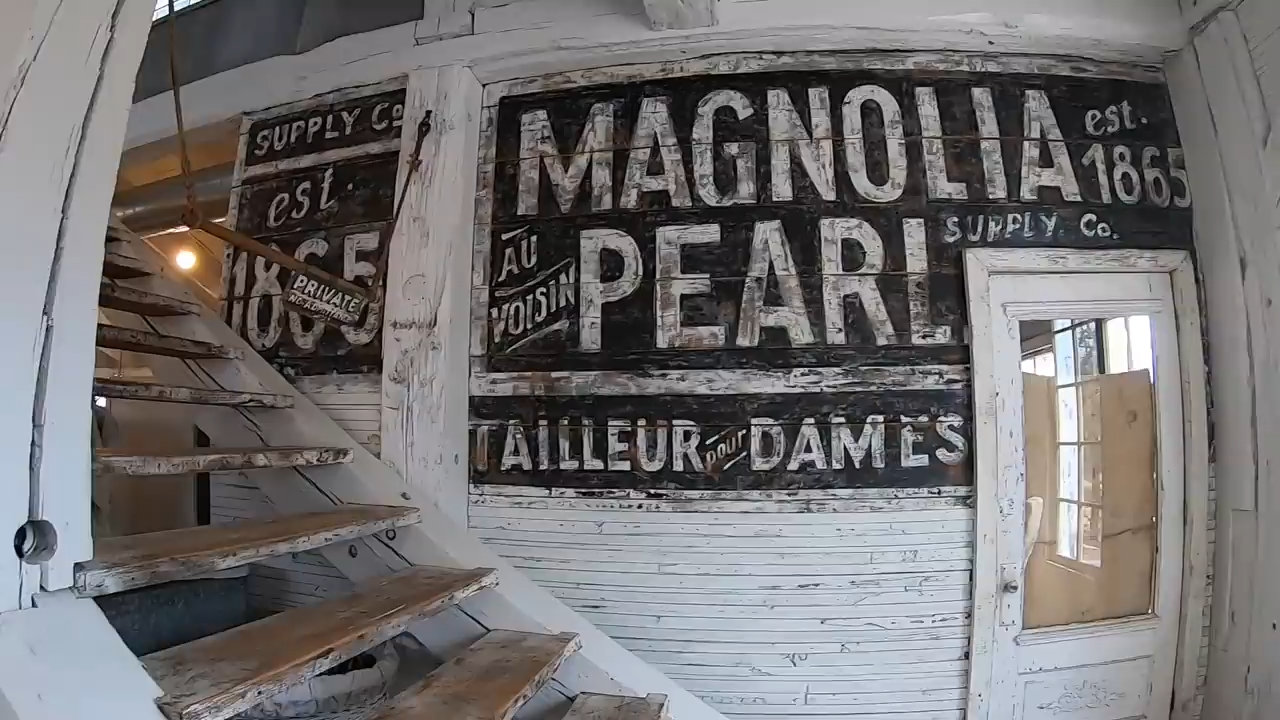 SUPPLY Co
est.
1865
PRIVATE
MAGNOLIA
est.
1865
AU
VOISIN
PEARL
SUPPLY Co.
TAILLEUR pour DAMES